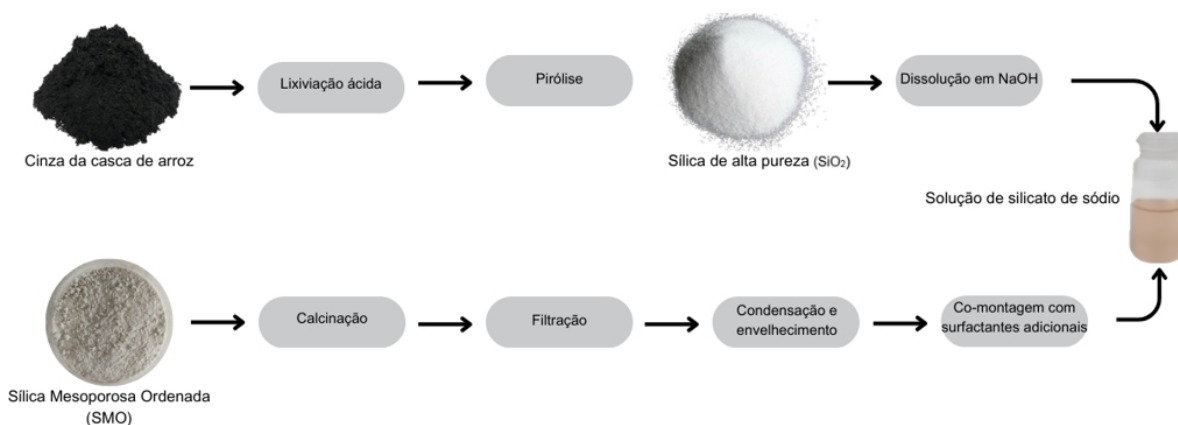 Lixiviação ácida
Pirólise
Dissolução em NaOH
Cinza da casca de arroz
Sílica de alta pureza (SiO₂)
Solução de silicato de sódio
Calcinação
Filtração
Condensação e
envelhecimento
Co-montagem com
surfactantes adicionais
Sílica Mesoporosa Ordenada
(SMO)